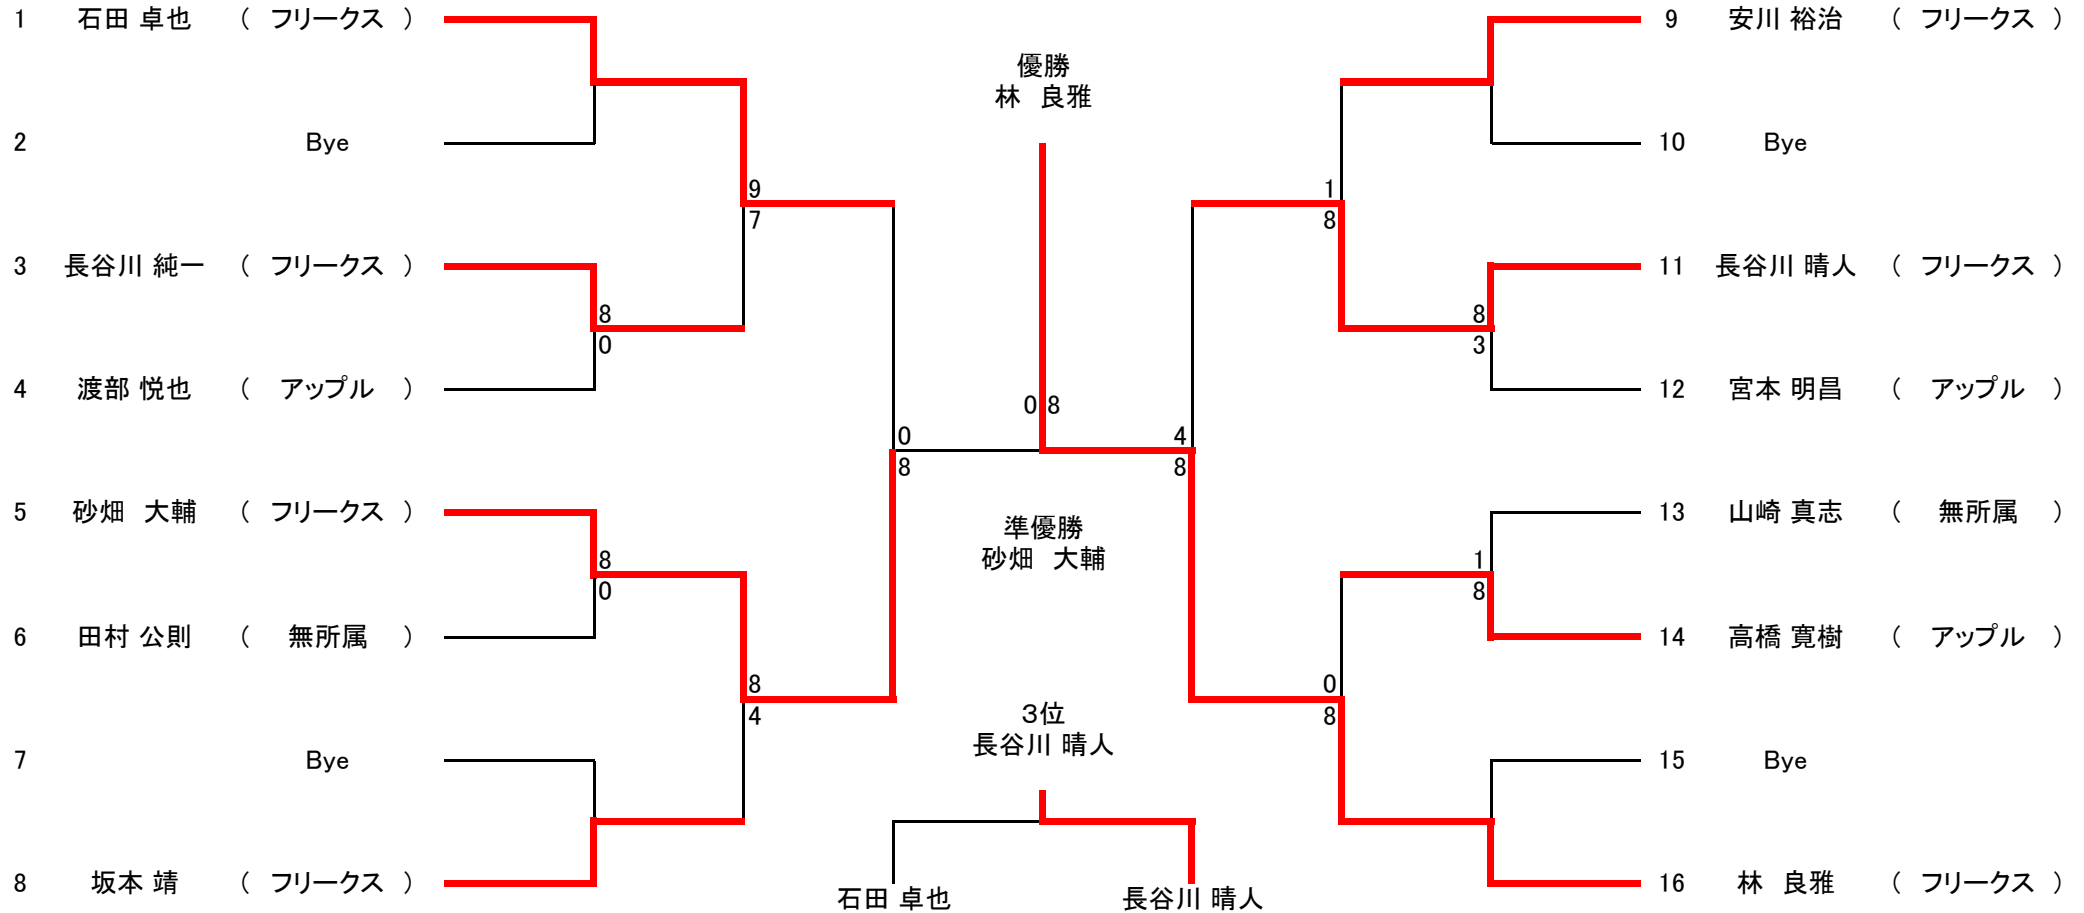 1 石田 卓也 ( フリークス )
2 Bye
3 長谷川 純一 ( フリークス )
4 渡部 悦也 ( アップル )
5 砂畑 大輔 ( フリークス )
6 田村 公則 ( 無所属 )
7 Bye
8 坂本 靖 ( フリークス )
8
0
8
0
9
7
8
4
0
8
優勝
林 良雅
0 8
準優勝
砂畑 大輔
3位
長谷川 晴人
石田 卓也 長谷川 晴人
4
8
1
8
0
8
8
3
1
8
9 安川 裕治 ( フリークス )
10 Bye
11 長谷川 晴人 ( フリークス )
12 宮本 明昌 ( アップル )
13 山崎 真志 ( 無所属 )
14 高橋 寛樹 ( アップル )
15 Bye
16 林 良雅 ( フリークス )